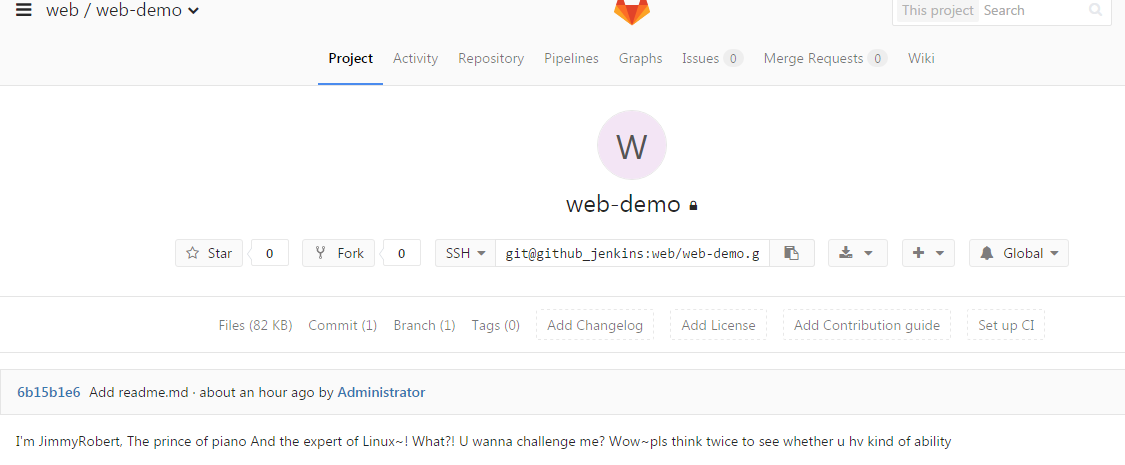 web / web-demo
This project Search
Project Activity Repository Pipelines Graphs Issues 0 Merge Requests 0 Wiki
W
web-demo
Star 0 Fork 0 SSH git@github_jenkins:web/web-demo.g Global
Files (82 KB) Commit (1) Branch (1) Tags (0) Add Changelog Add License Add Contribution guide Set up CI
6b15b1e6 Add readme.md · about an hour ago by Administrator
I'm JimmyRobert, The prince of piano And the expert of Linux~! What?! U wanna challenge me? Wow~pls think twice to see whether u hv kind of ability